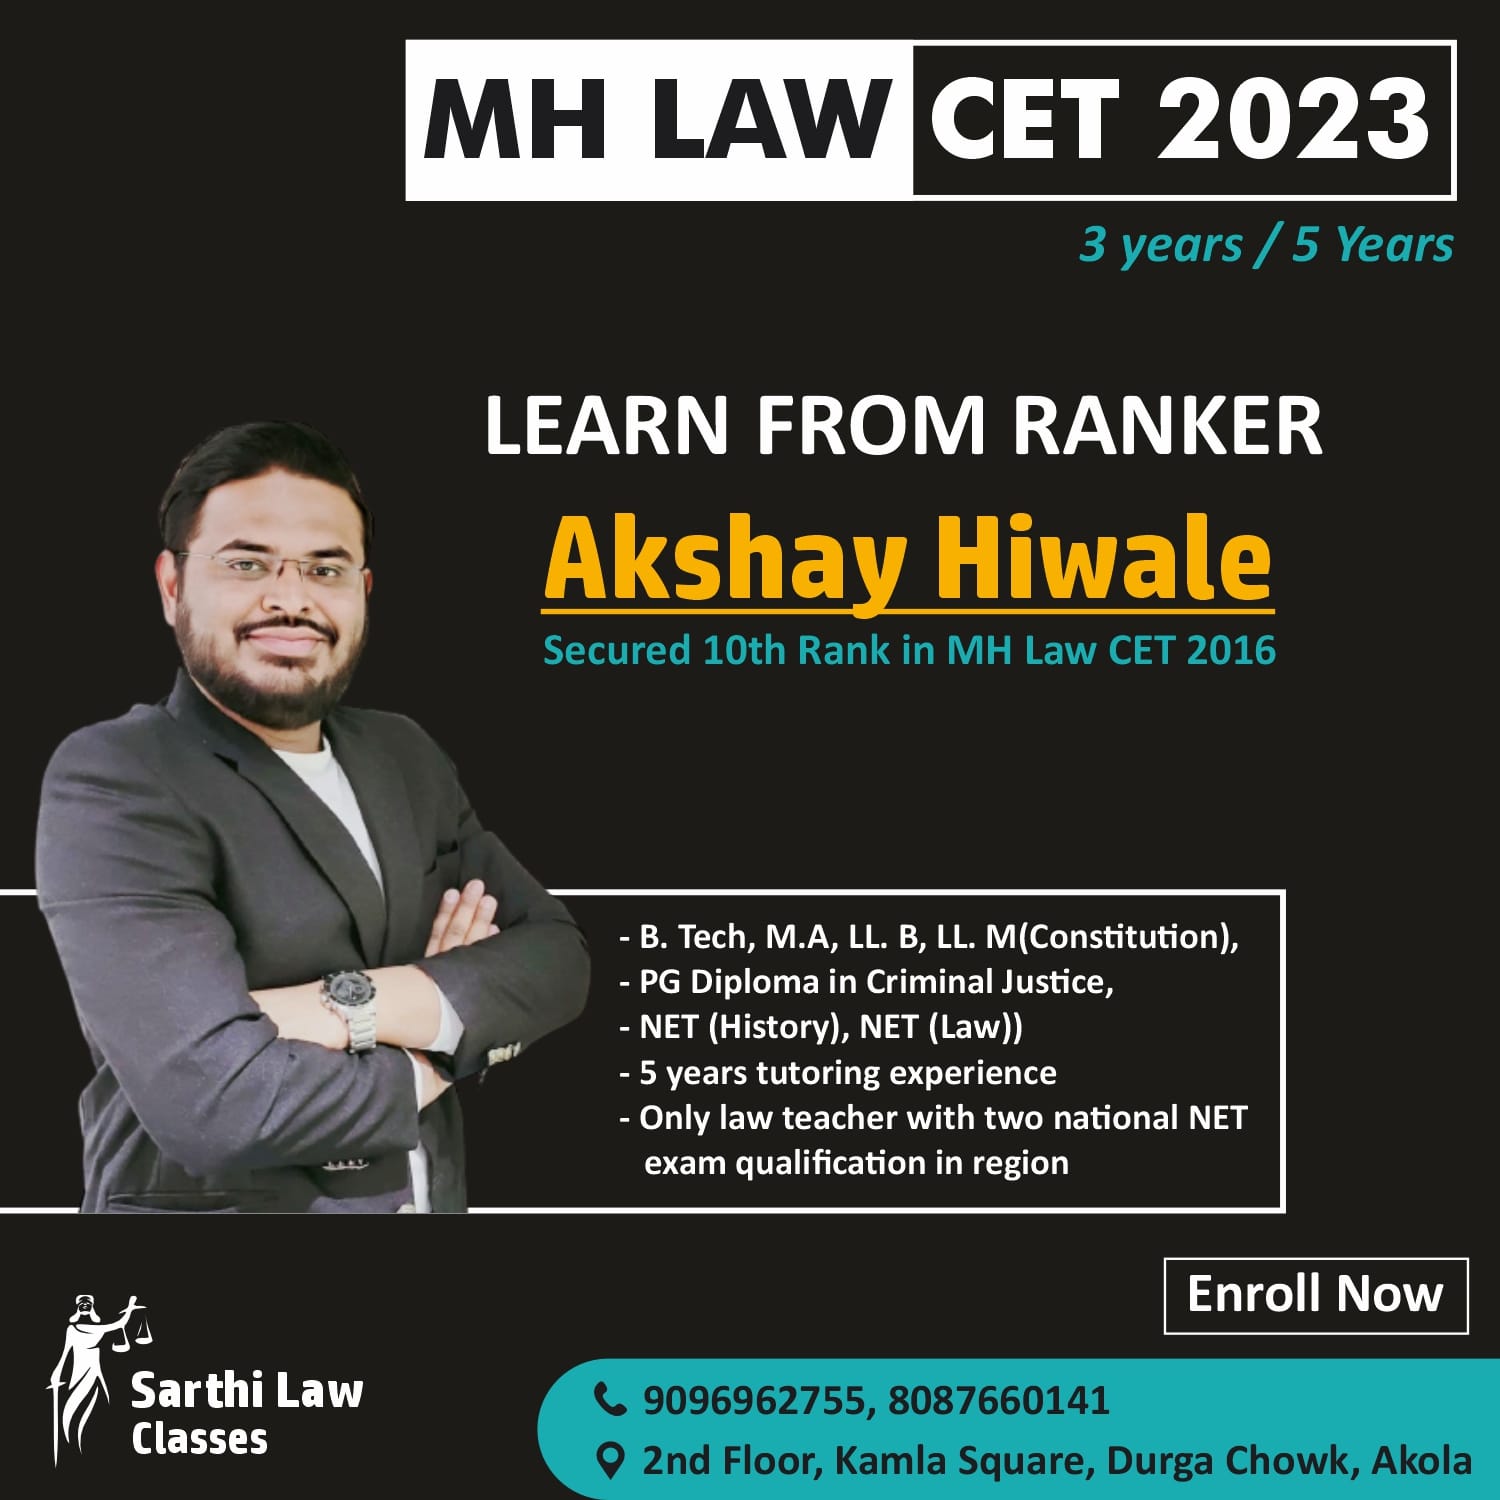 MH LAW CET 2023
3 years / 5 Years
LEARN FROM RANKER
Akshay Hiwale
Secured 10th Rank in MH Law CET 2016
- B. Tech, M.A, LL. B, LL. M(Constitution),
- PG Diploma in Criminal Justice,
- NET (History), NET (Law))
- 5 years tutoring experience
- Only law teacher with two national NET
exam qualification in region
Enroll Now
Sarthi Law
Classes
9096962755, 8087660141
2nd Floor, Kamla Square, Durga Chowk, Akola